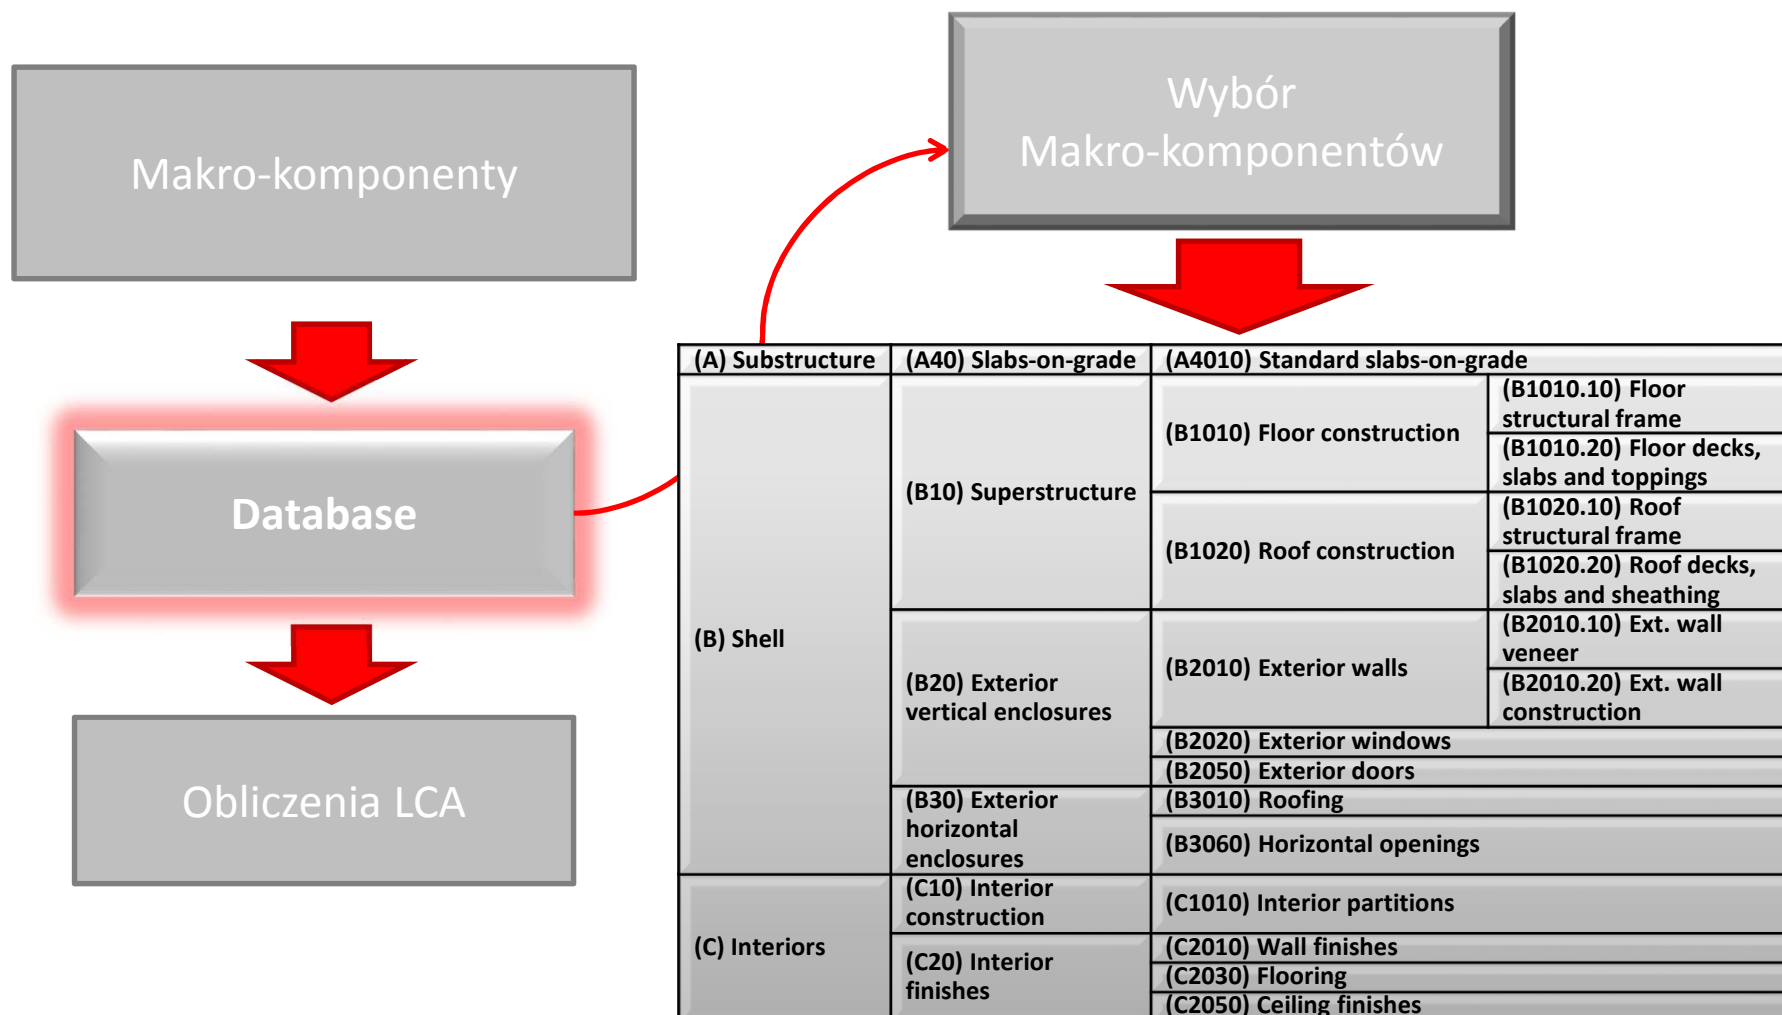 Makro-komponenty
Database
Obliczenia LCA
Wybór
Makro-komponentów
(A) Substructure
(A40) Slabs-on-grade
(A4010) Standard slabs-on-grade
(B) Shell
(B10) Superstructure
(B1010) Floor construction
(B1010.10) Floor
structural frame
(B1010.20) Floor decks,
slabs and toppings
(B1020) Roof construction
(B1020.10) Roof
structural frame
(B1020.20) Roof decks,
slabs and sheathing
(B20) Exterior
vertical enclosures
(B2010) Exterior walls
(B2010.10) Ext. wall
veneer
(B2010.20) Ext. wall
construction
(B2020) Exterior windows
(B2050) Exterior doors
(B30) Exterior
horizontal
enclosures
(B3010) Roofing
(B3060) Horizontal openings
(C) Interiors
(C10) Interior
construction
(C1010) Interior partitions
(C20) Interior
finishes
(C2010) Wall finishes
(C2030) Flooring
(C2050) Ceiling finishes